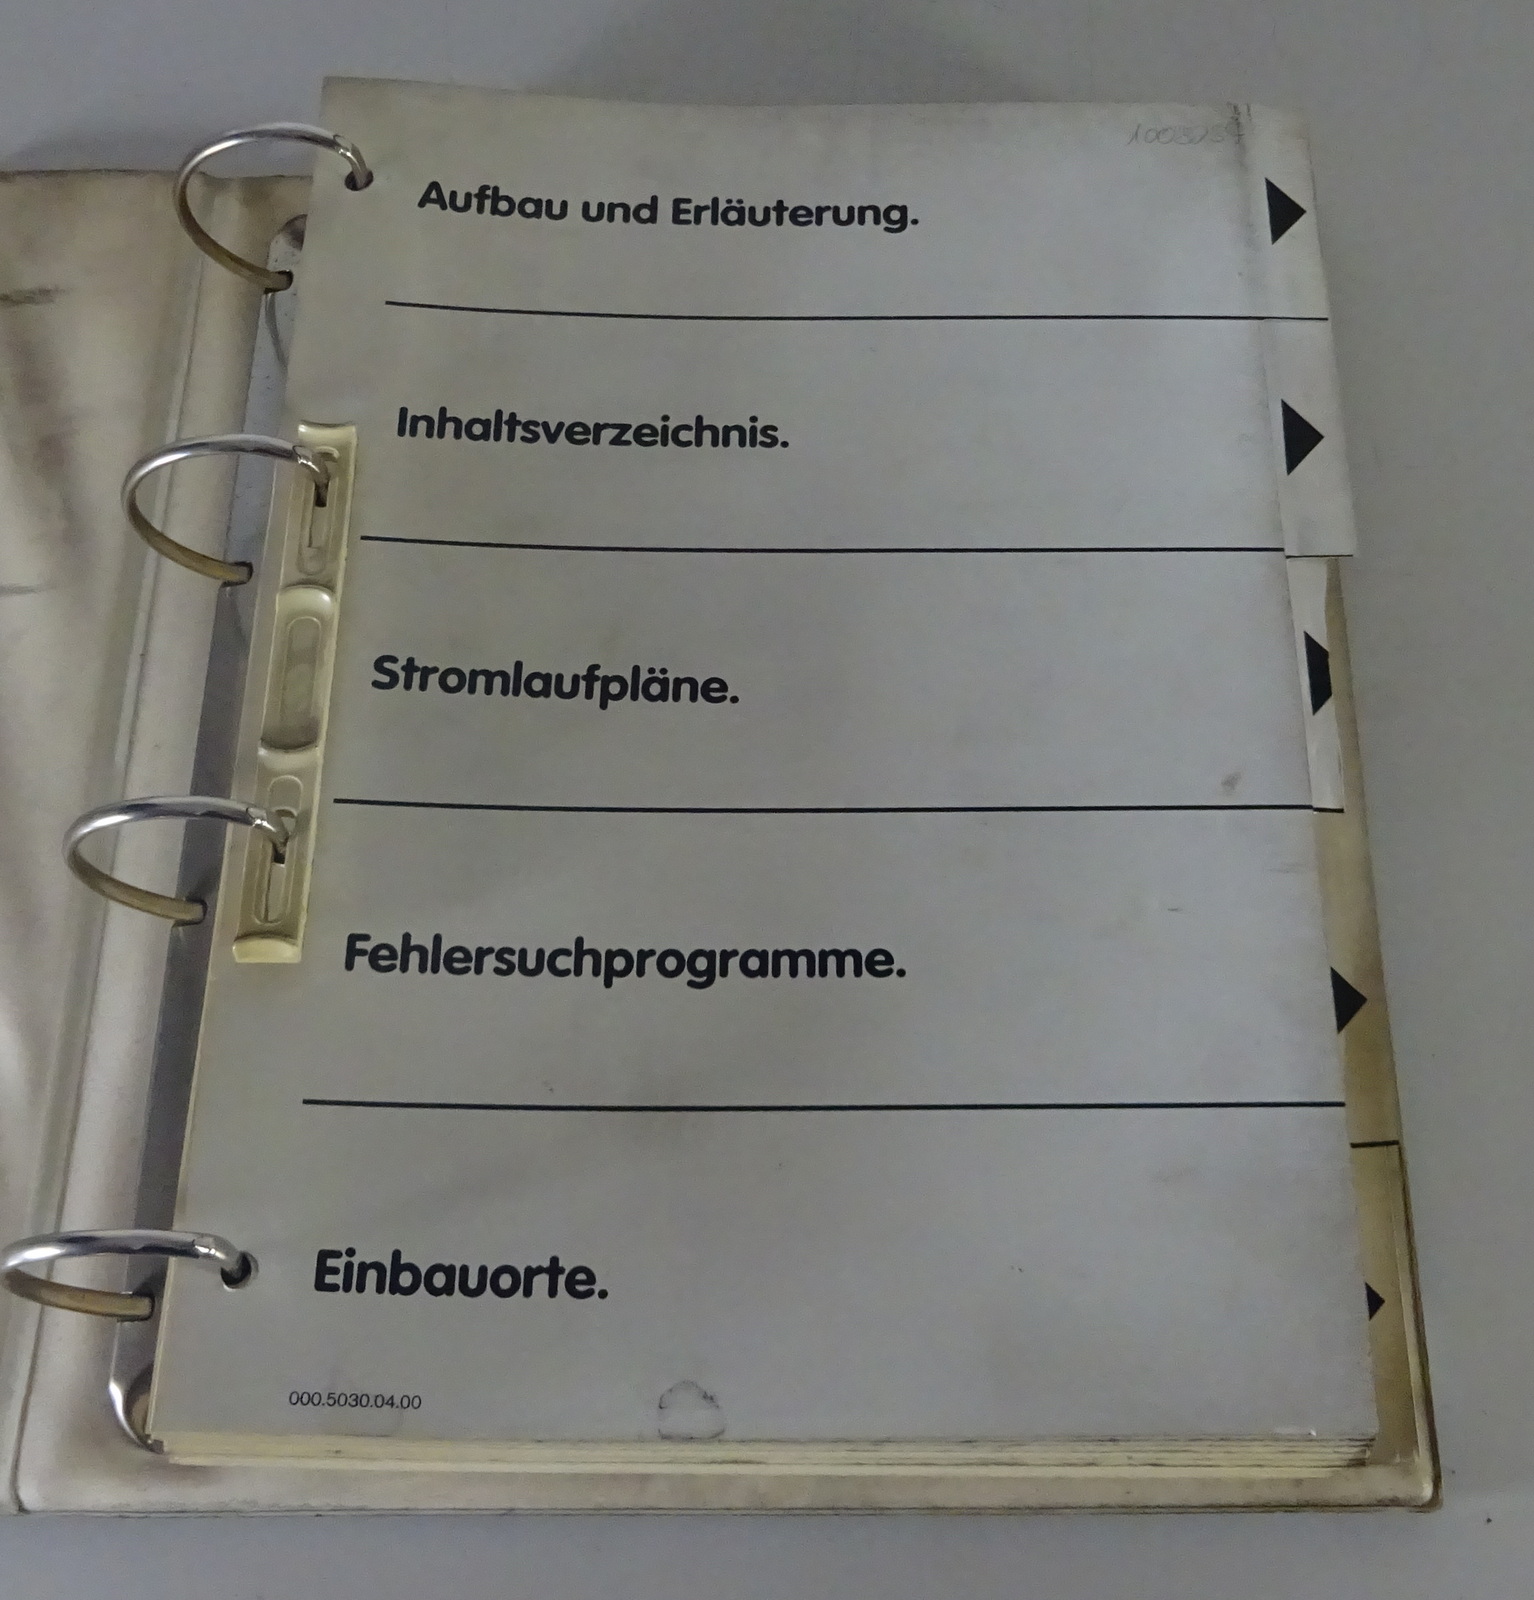 Aufbau und Erläuterung.
Inhaltsverzeichnis.
Stromlaufpläne.
Fehlersuchprogramme.
Einbauorte.
000.5030.04.00